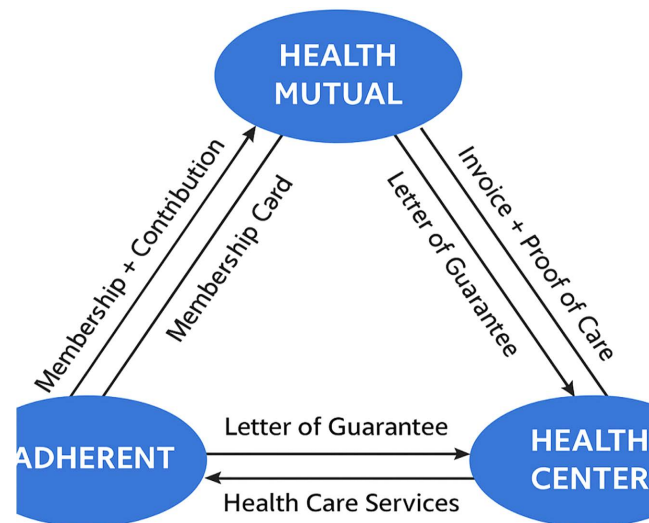 HEALTH
MUTUAL
Membership + Contribution
Membership Card
Letter of Guarantee
Invoice + Proof of Care
ADHERENT
Letter of Guarantee
Health Care Services
HEALTH
CENTER